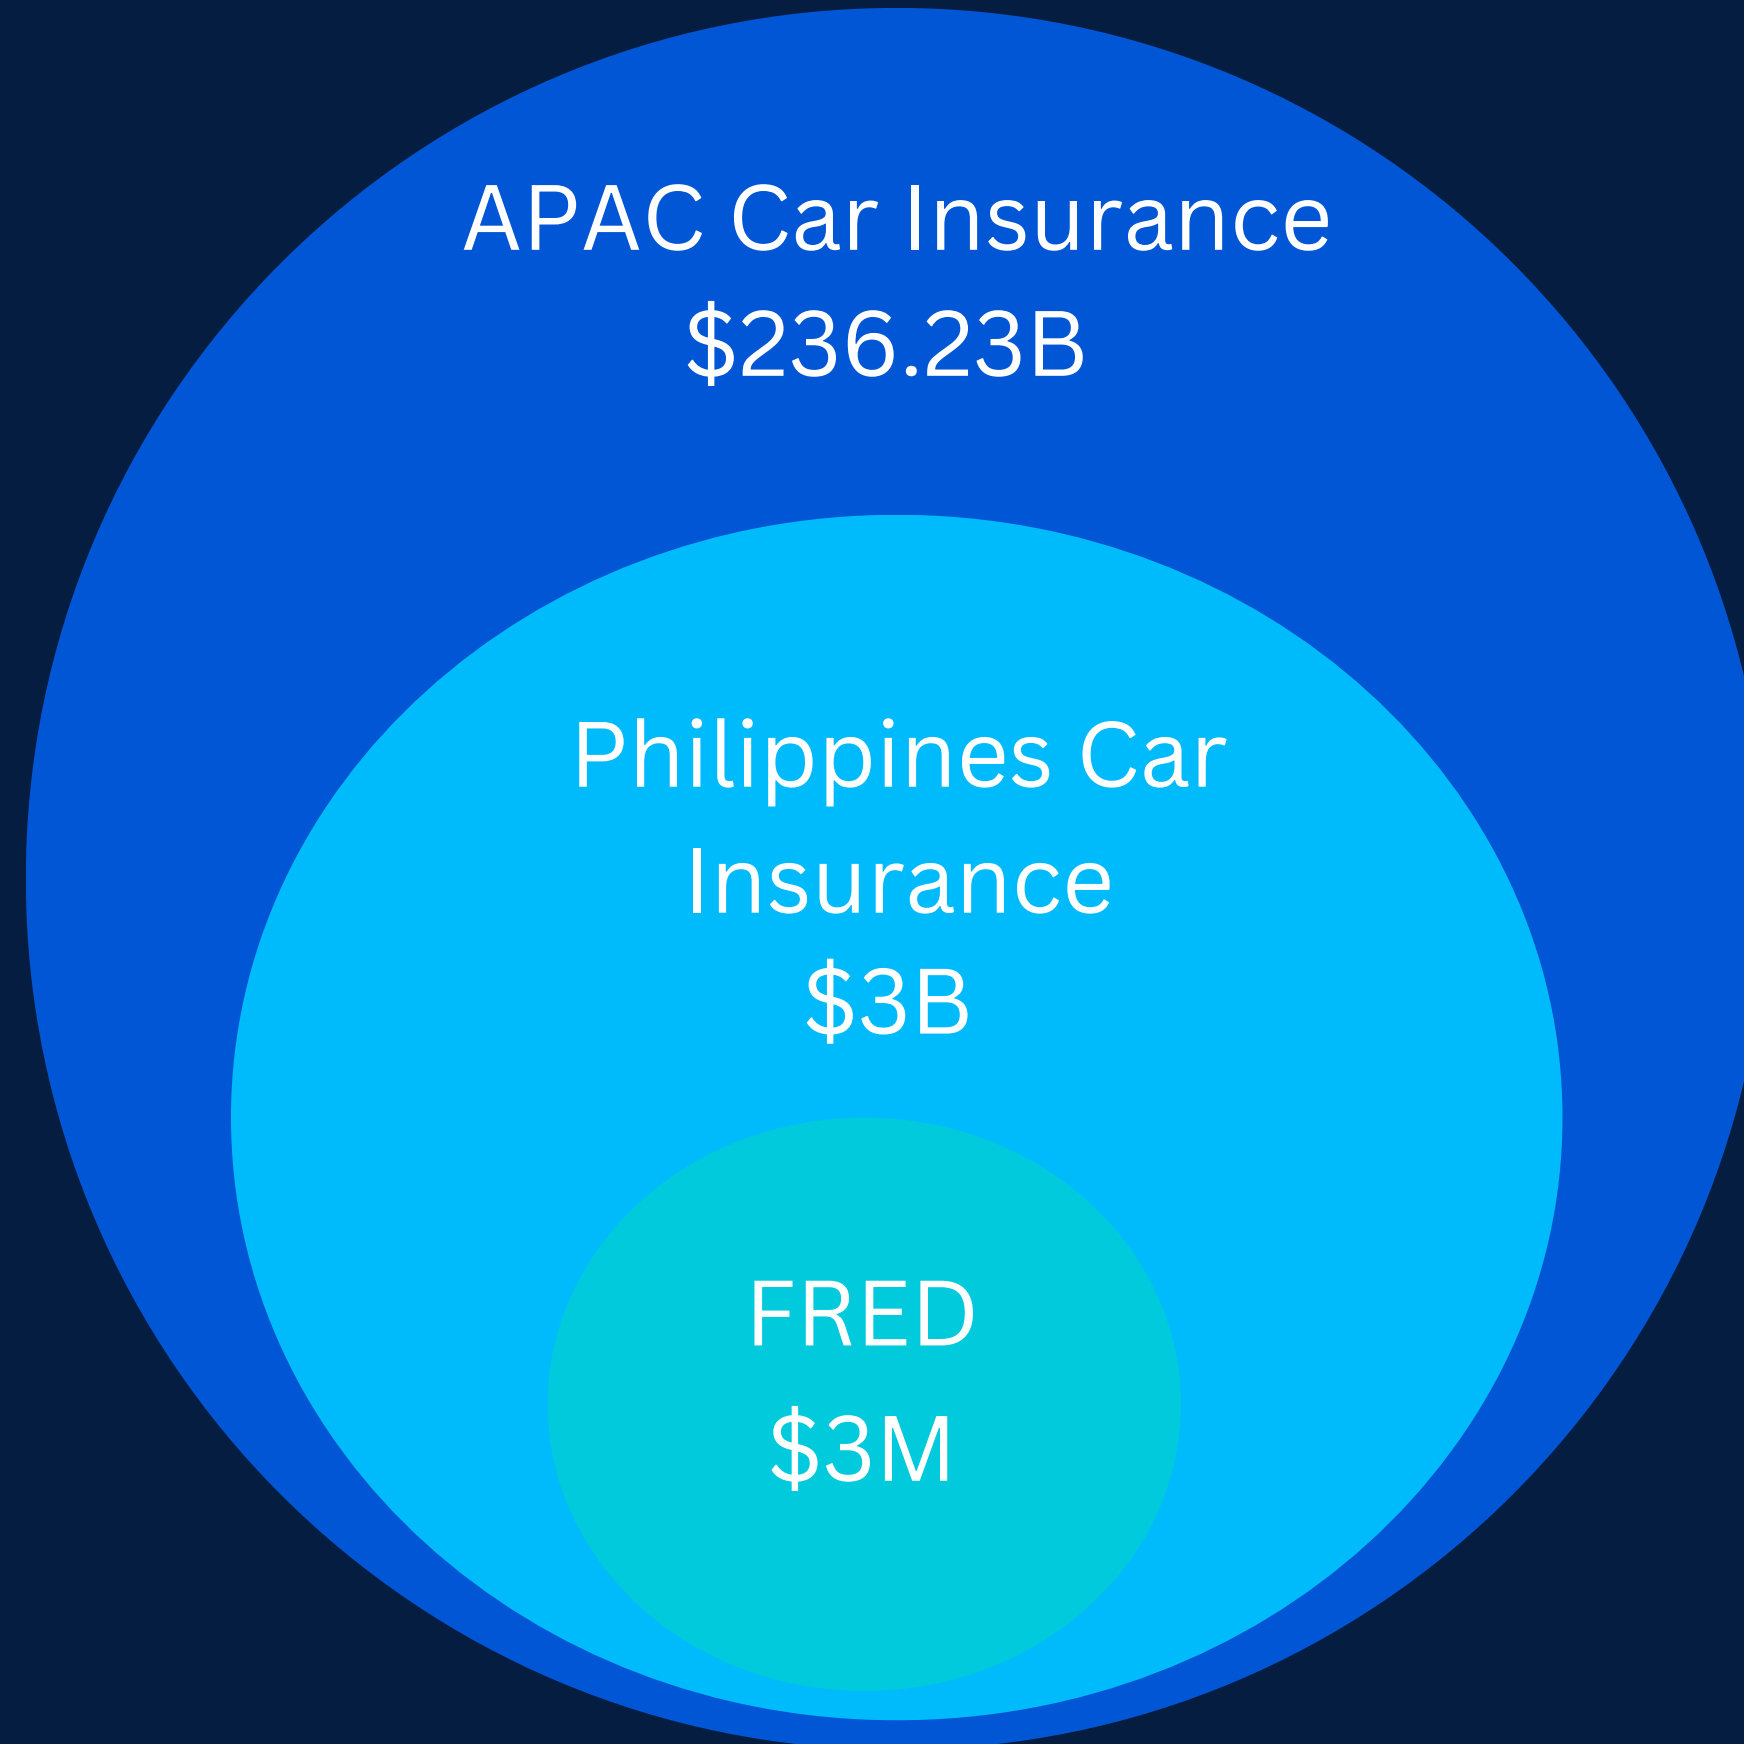 APAC Car Insurance
$236.23B
Philippines Car
Insurance
$3B
FRED
$3M